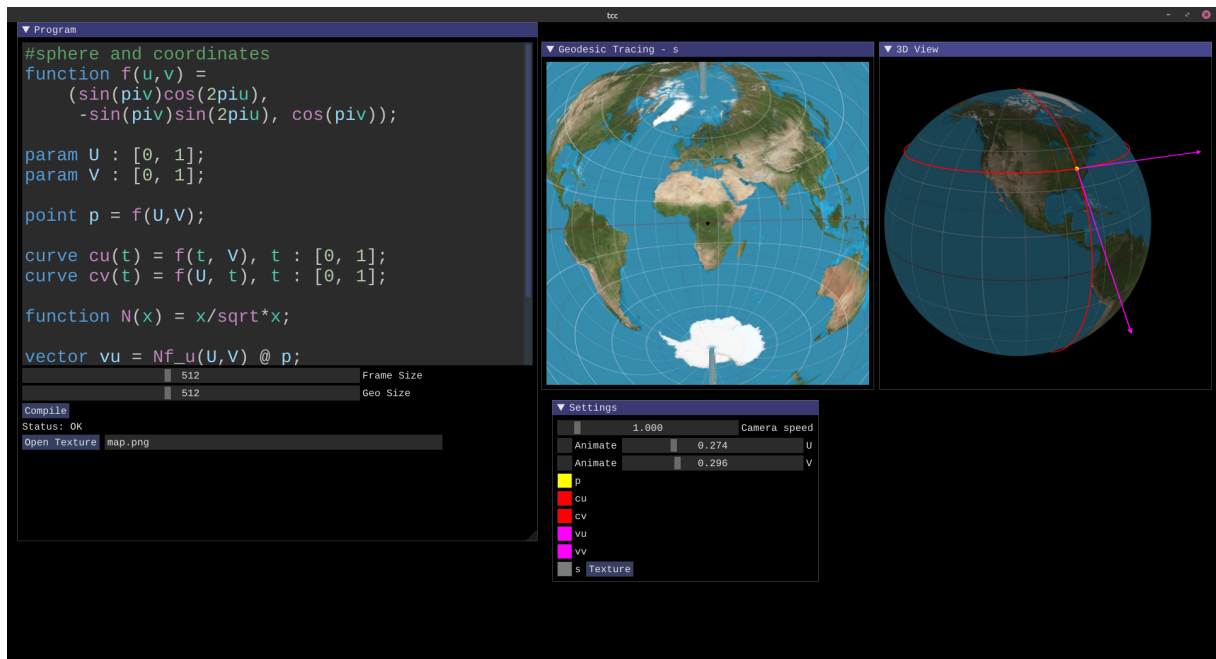 tcc
Program
#sphere and coordinates
function f(u,v) =
(sin(piv)cos(2piu),
-sin(piv)sin(2piu), cos(piv));
param U : [0, 1];
param V : [0, 1];
point p = f(U,V);
curve cu(t) = f(t, V), t : [0, 1];
curve cv(t) = f(U, t), t : [0, 1];
function N(x) = x/sqrt*x;
vector vu = Nf_u(U,V) @ p;
512 Frame Size
512 Geo Size
Compile
Status: OK
Open Texture map.png
Geodesic Tracing - s
3D View
Settings
1.000 Camera speed
Animate 0.274 U
Animate 0.296 V
p
cu
cv
vu
vv
s Texture